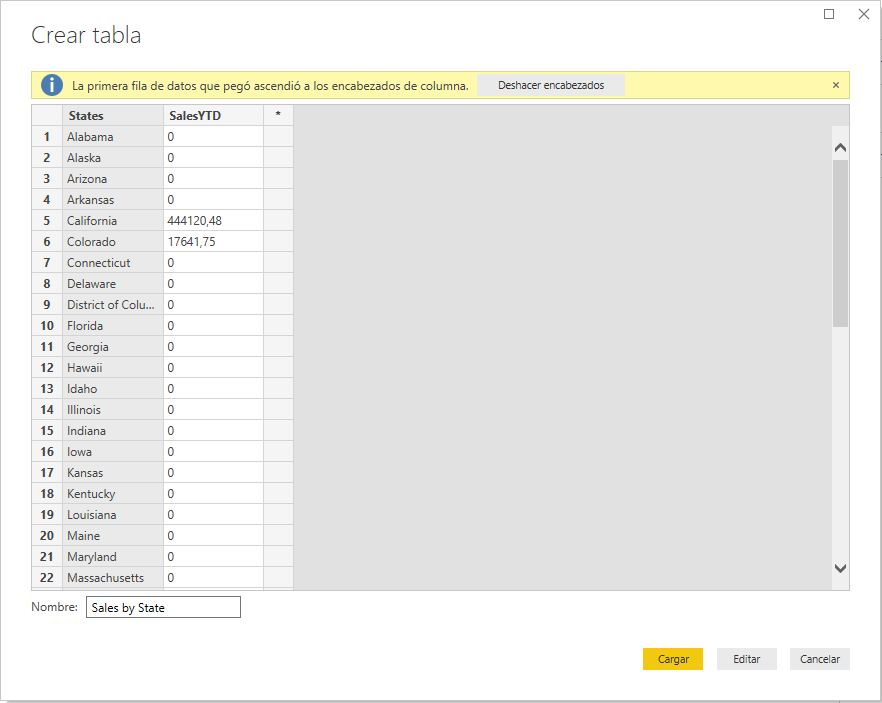 Crear tabla
La primera fila de datos que pegó ascendió a los encabezados de columna. Deshacer encabezados
States SalesYTD *
1 Alabama 0
2 Alaska 0
3 Arizona 0
4 Arkansas 0
5 California 444120,48
6 Colorado 17641,75
7 Connecticut 0
8 Delaware 0
9 District of Colu... 0
10 Florida 0
11 Georgia 0
12 Hawaii 0
13 Idaho 0
14 Illinois 0
15 Indiana 0
16 Iowa 0
17 Kansas 0
18 Kentucky 0
19 Louisiana 0
20 Maine 0
21 Maryland 0
22 Massachusetts 0
Nombre: Sales by State
Cargar Editar Cancelar